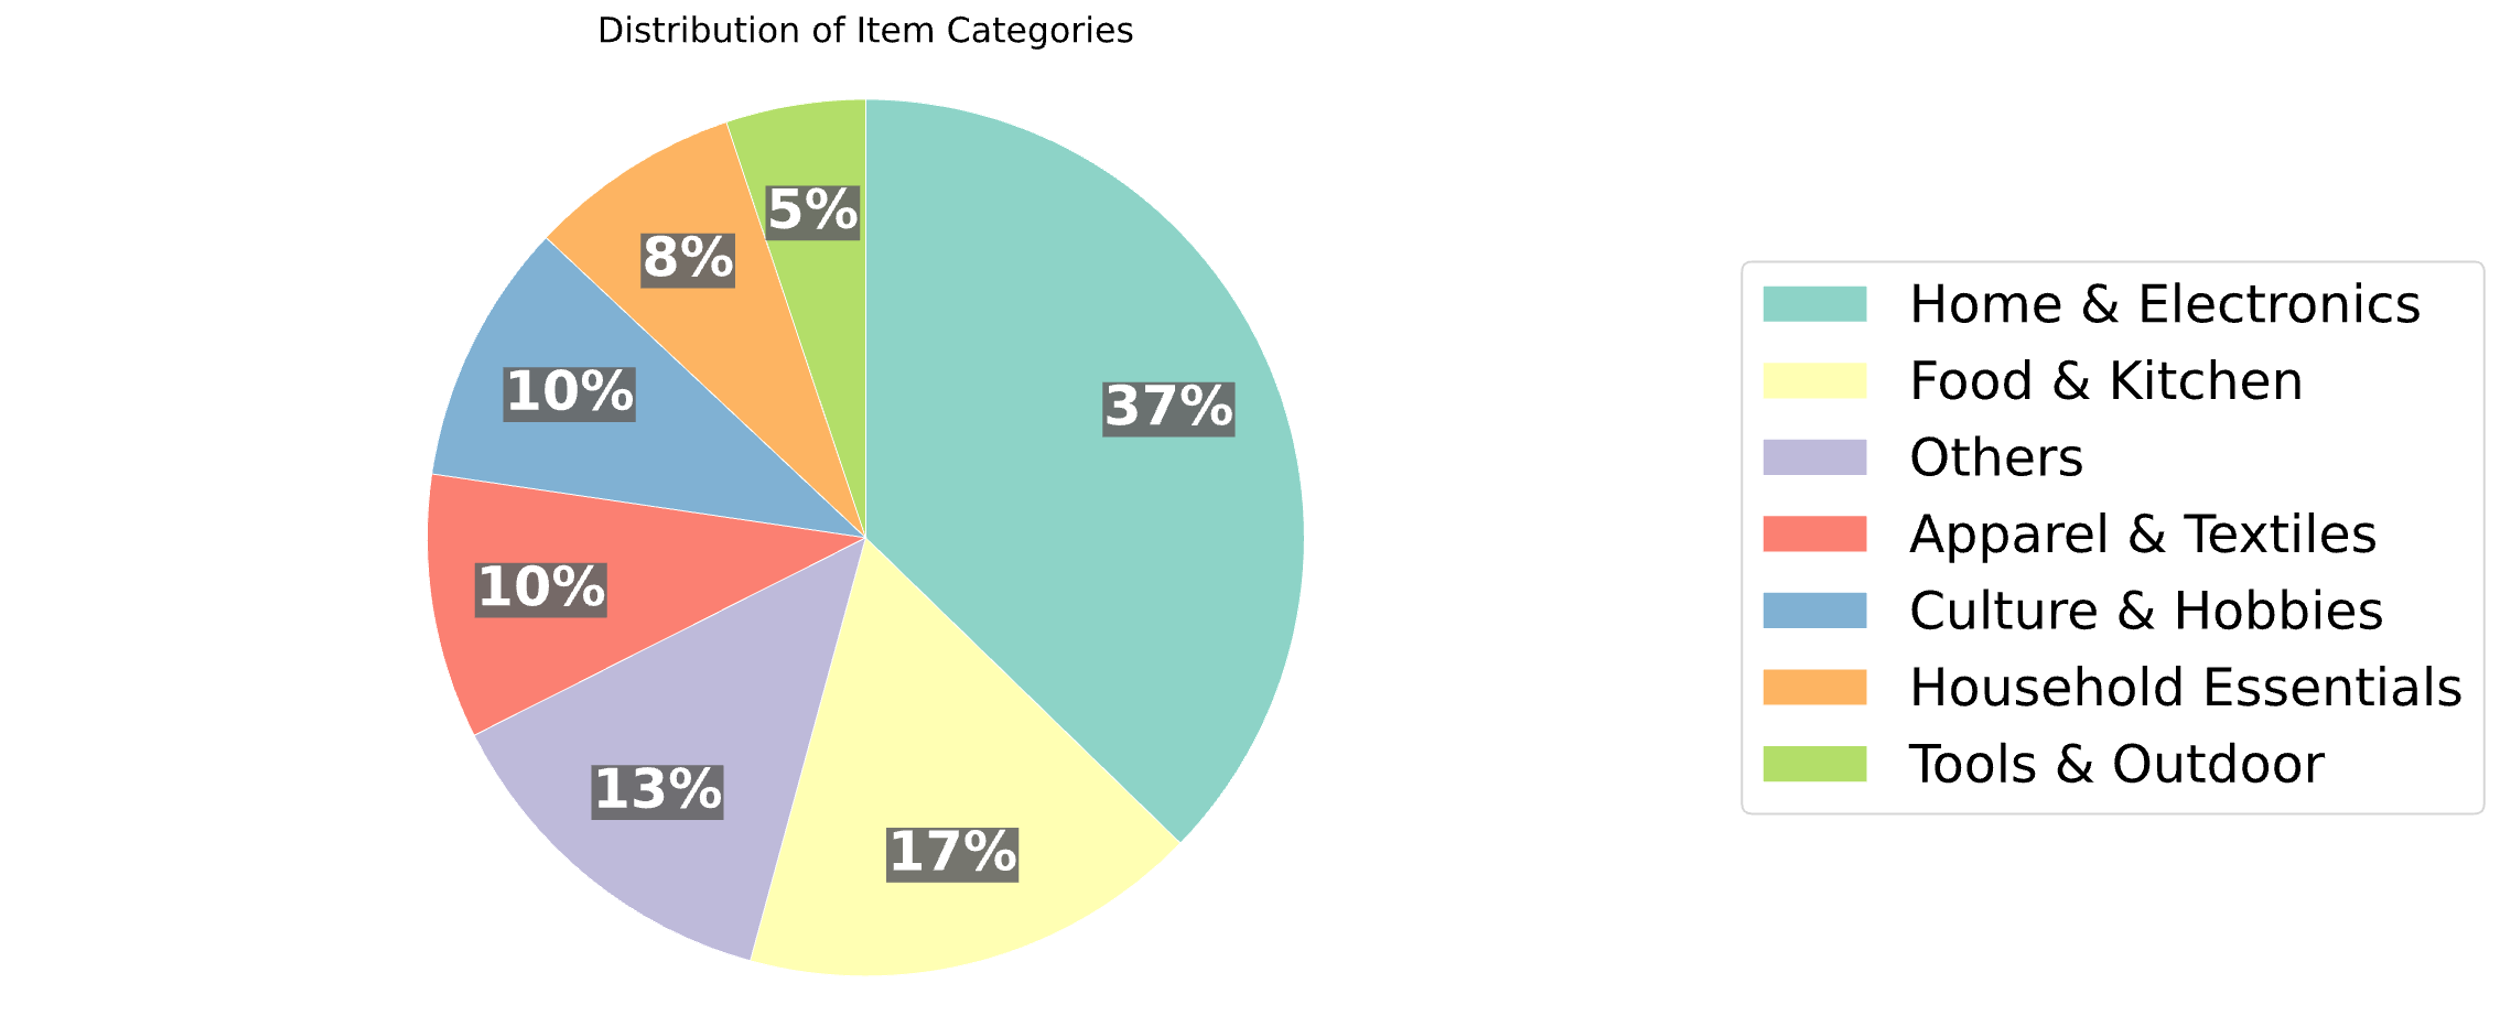 Distribution of Item Categories
5%
8%
10%
37%
10%
13%
17%
Home & Electronics
Food & Kitchen
Others
Apparel & Textiles
Culture & Hobbies
Household Essentials
Tools & Outdoor